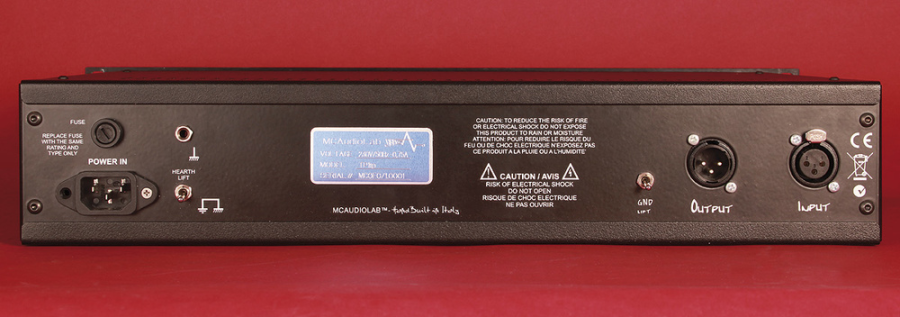 FUSE
REPLACE FUSE
WITH THE SAME
RATING AND
TYPE ONLY
POWER IN
HEARTH
LIFT
MCAudioLab
VOLTAGE
MODEL
SERIAL #
MCAUDIOLAB™ - HandBuilt in Italy
CAUTION: TO REDUCE THE RISK OF FIRE
OR ELECTRICAL SHOCK DO NOT EXPOSE
THIS PRODUCT TO RAIN OR MOISTURE
ATTENTION: POUR REDUIRE LE RISQUE DU
FEU OU DE CHOC ELECTRIQUE N'EXPOSEZ PAS
CE PRODUCT A LA PLUIE OU A L'HUMIDITE'
CAUTION / AVIS
RISK OF ELECTRICAL SHOCK
DO NOT OPEN
RISQUE DE CHOC ELECTRIQUE
NE PAS OUVRIR
GND
LIFT
OUTPUT
INPUT
CE